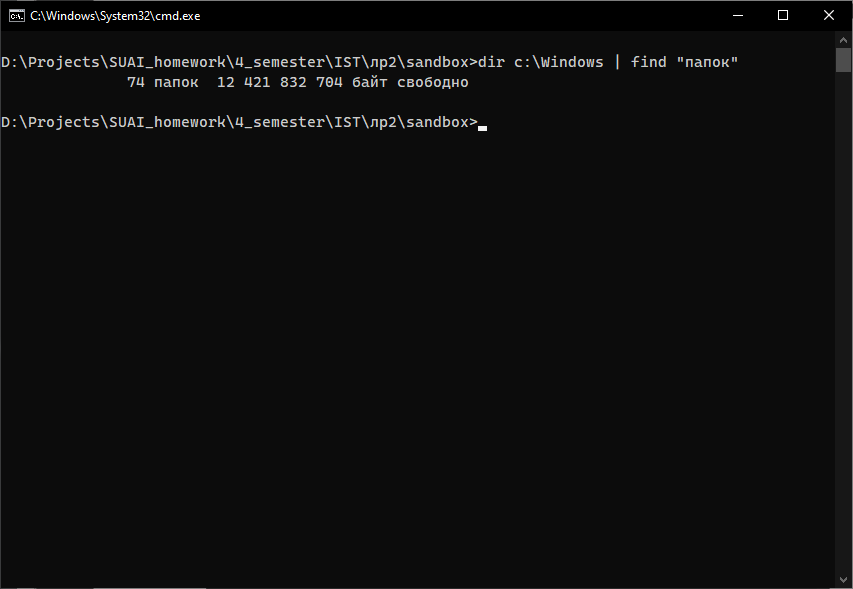 C:\Windows\System32\cmd.exe
D:\Projects\SUAI_homework\4_semester\IST\лр2\sandbox>dir c:\Windows | find "папок"
74 папок  12 421 832 704 байт свободно
D:\Projects\SUAI_homework\4_semester\IST\лр2\sandbox>